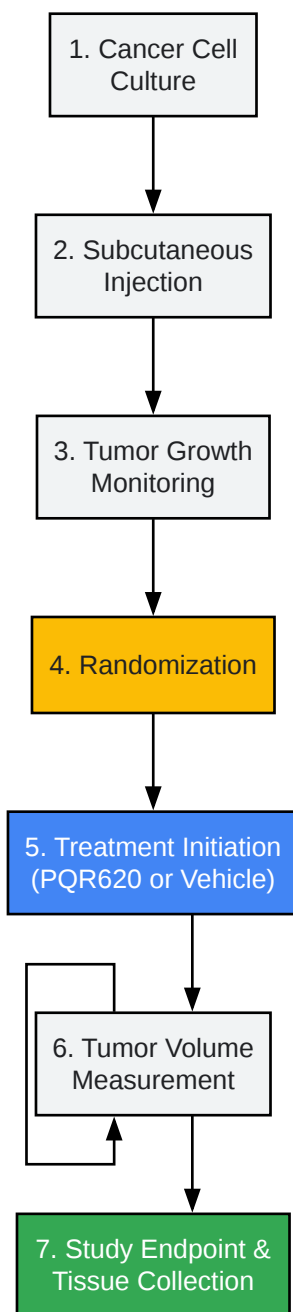 1. Cancer Cell
Culture
2. Subcutaneous
Injection
3. Tumor Growth
Monitoring
4. Randomization
5. Treatment Initiation
(PQR620 or Vehicle)
6. Tumor Volume
Measurement
7. Study Endpoint &
Tissue Collection